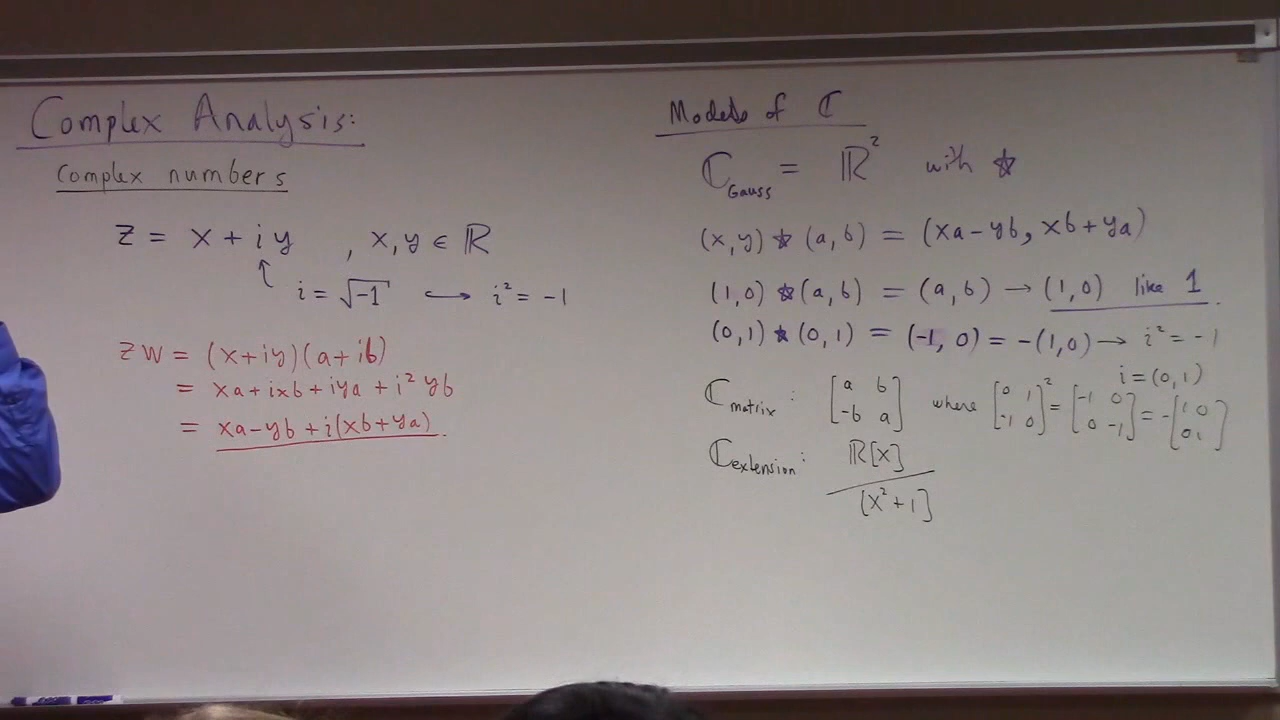 Complex Analysis:
Complex numbers
z = x + iy , x, y ∈ ℝ
i = √-1 ↔ i² = -1
zw = (x+iy)(a+ib)
= xa+ixb+iya+i²yb
= xa-yb+i(xb+ya).
Models of ℂ
ℂ_Gauss = ℝ² with ☆
(x,y) ★ (a,b) = (xa-yb, xb+ya)
(1,0) ★ (a,b) = (a,b) → (1,0) like 1.
(0,1) ★ (0,1) = (-1,0) = -(1,0) → i² = -1
i = (0,1)
ℂ_matrix : [a b; -b a] where [0 1; -1 0]² = [-1 0; 0 -1] = -[1 0; 0 1]
ℂ_extension : ℝ[x] / [x²+1]